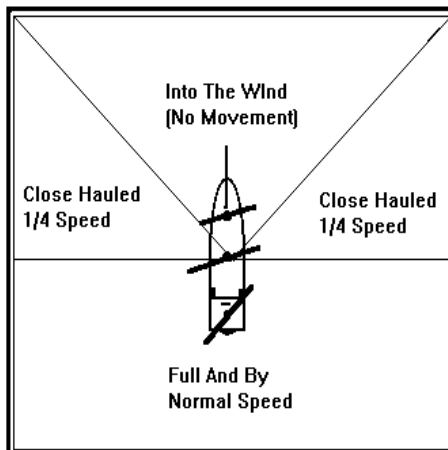 Into The WInd
(No Movement)
Close Hauled
1/4 Speed
Close Hauled
1/4 Speed
Full And By
Normal Speed